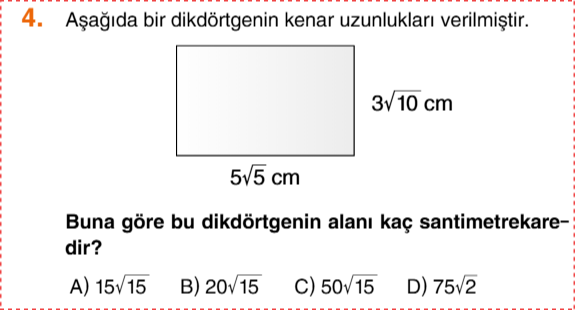 4. Aşağıda bir dikdörtgenin kenar uzunlukları verilmiştir.
3√10 cm
5√5 cm
Buna göre bu dikdörtgenin alanı kaç santimetrekare-
dir?
A) 15√15 B) 20√15 C) 50√15 D) 75√2